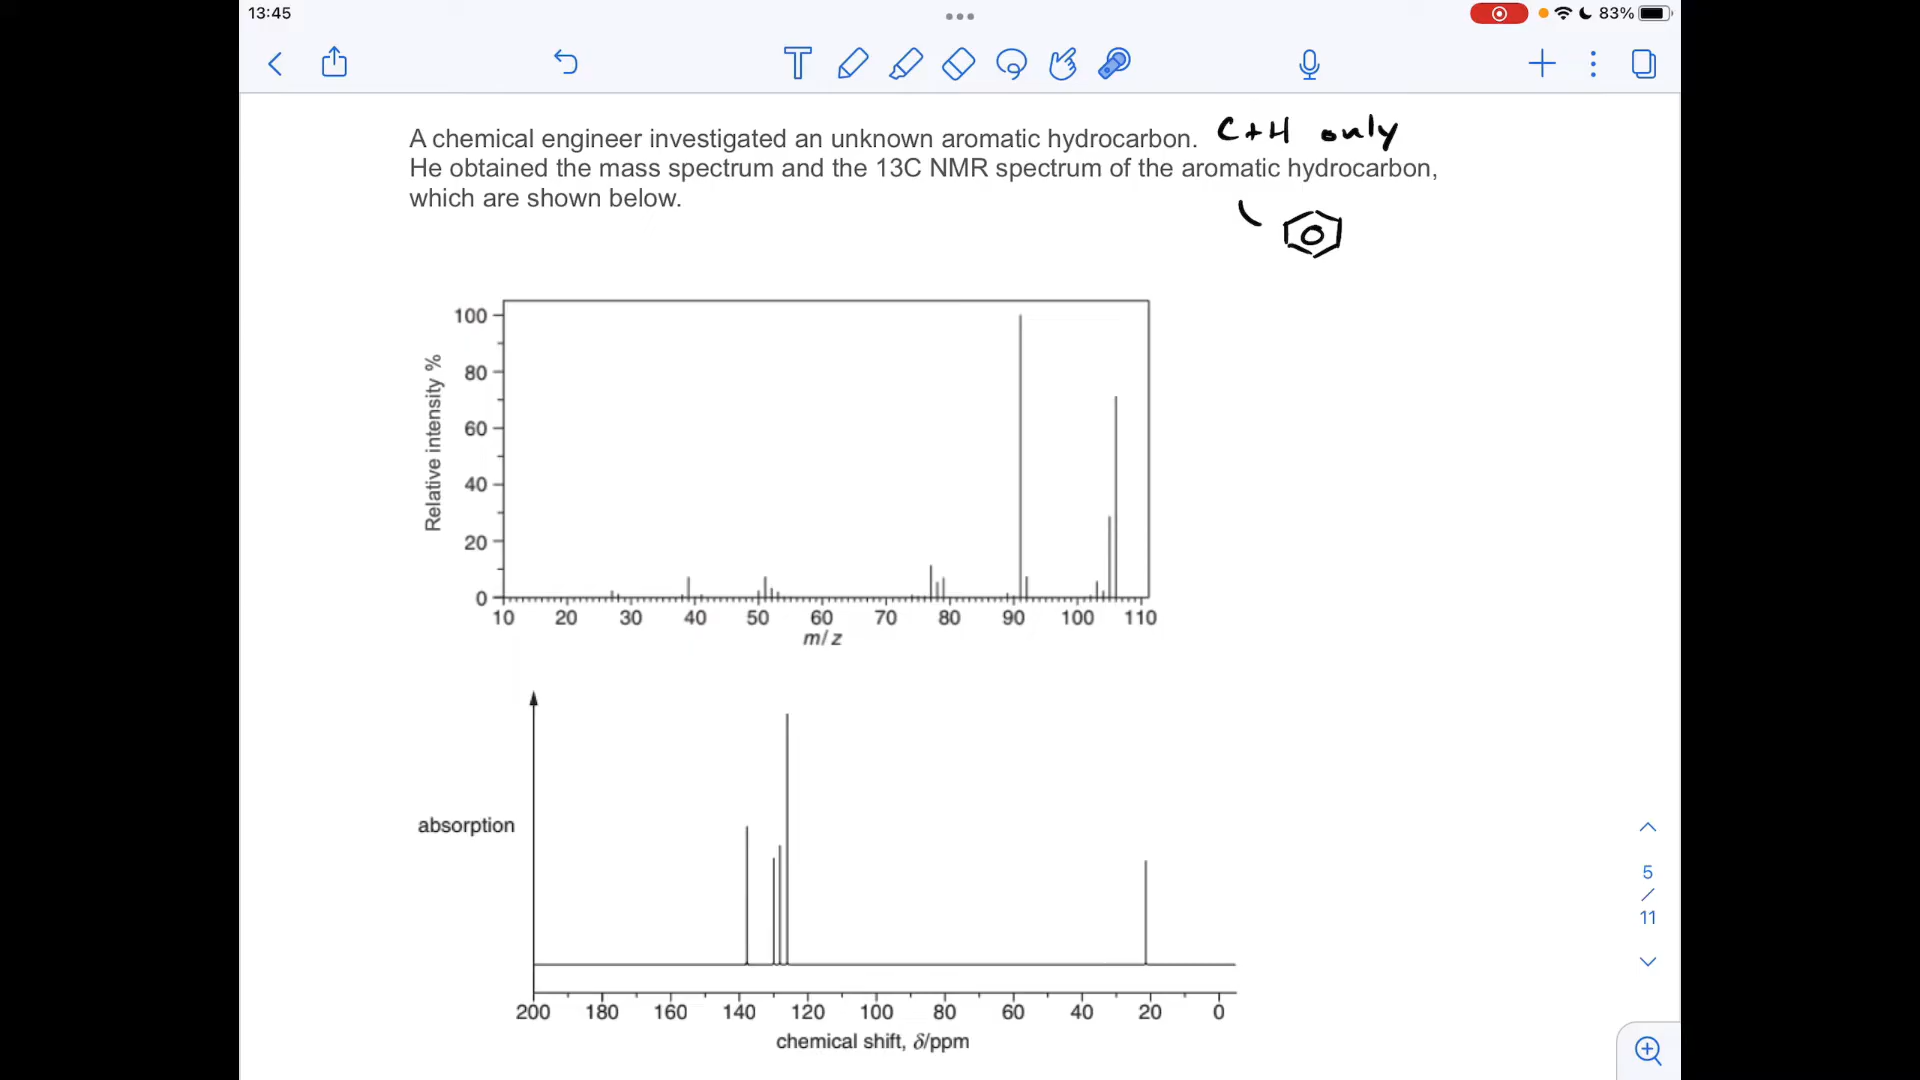 13:45
83%
A chemical engineer investigated an unknown aromatic hydrocarbon. C+H only
He obtained the mass spectrum and the 13C NMR spectrum of the aromatic hydrocarbon,
which are shown below.
100
80
60
40
20
0
Relative intensity %
10 20 30 40 50 60 70 80 90 100 110
m/z
absorption
200 180 160 140 120 100 80 60 40 20 0
chemical shift, δ/ppm
5
/
11